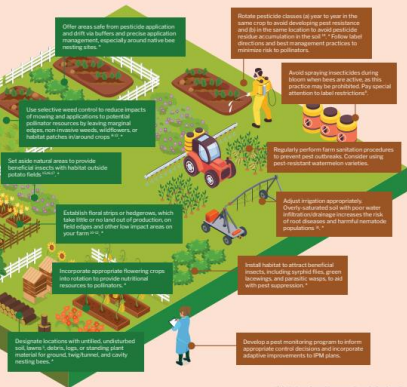 Offer areas safe from pesticide application
and drift via buffers and precise application
management, especially around native bee
nesting sites.
Rotate pesticide classes (a) year to year in
the same crop to avoid developing pest resistance
and (b) in the same location to avoid pesticide
residue accumulation in the soil. Follow label
directions and best management practices to
minimize risk to pollinators.
Avoid spraying insecticides during
bloom when bees are active, as
this practice may be prohibited. Pay special
attention to label restrictions.
Use selective weed control to reduce impacts
of mowing and applications to potential
pollinator resources by leaving marginal
edges, non-invasive weeds, wildflowers, or
habitat patches in/around crops
Regularly perform farm sanitation procedures
to prevent pest outbreaks. Consider using
pest-resistant watermelon varieties.
Set aside natural areas to provide
beneficial insects with habitat outside
potato fields
Adjust irrigation appropriately.
Overly-saturated soil with poor water
infiltration/drainage increases the risk
of root diseases and harmful nematode
populations
Establish floral strips or hedgerows, which
take little or no land out of production, on
field edges and other low impact areas on
your farm
Install habitat to attract beneficial
insects, including syrphid flies, green
lacewings, and parasitic wasps, to aid
with pest suppression.
Incorporate appropriate flowering crops
into rotation to provide nutritional
resources to pollinators.
Designate locations with untilled, undisturbed
soil, lawns, debris, logs, or standing plant
material for ground, twig/tunnel, and cavity
nesting bees.
Develop a pest monitoring program to inform
appropriate control decisions and incorporate
adaptive improvements to IPM plans.